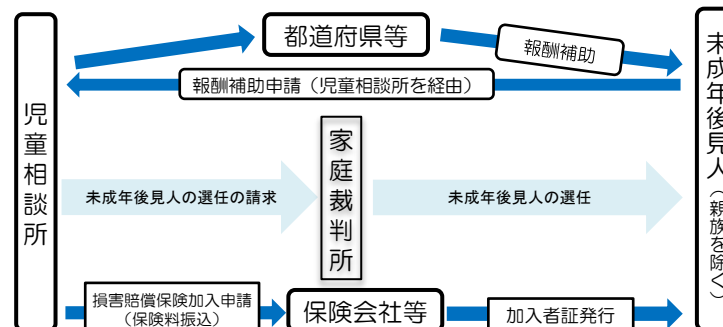 都道府県等
報酬補助
報酬補助申請（児童相談所を経由）
児童相談所
家庭裁判所
未成年後見人（親族を除く）
未成年後見人の選任の請求
未成年後見人の選任
損害賠償保険加入申請
（保険料振込）
保険会社等
加入者証発行